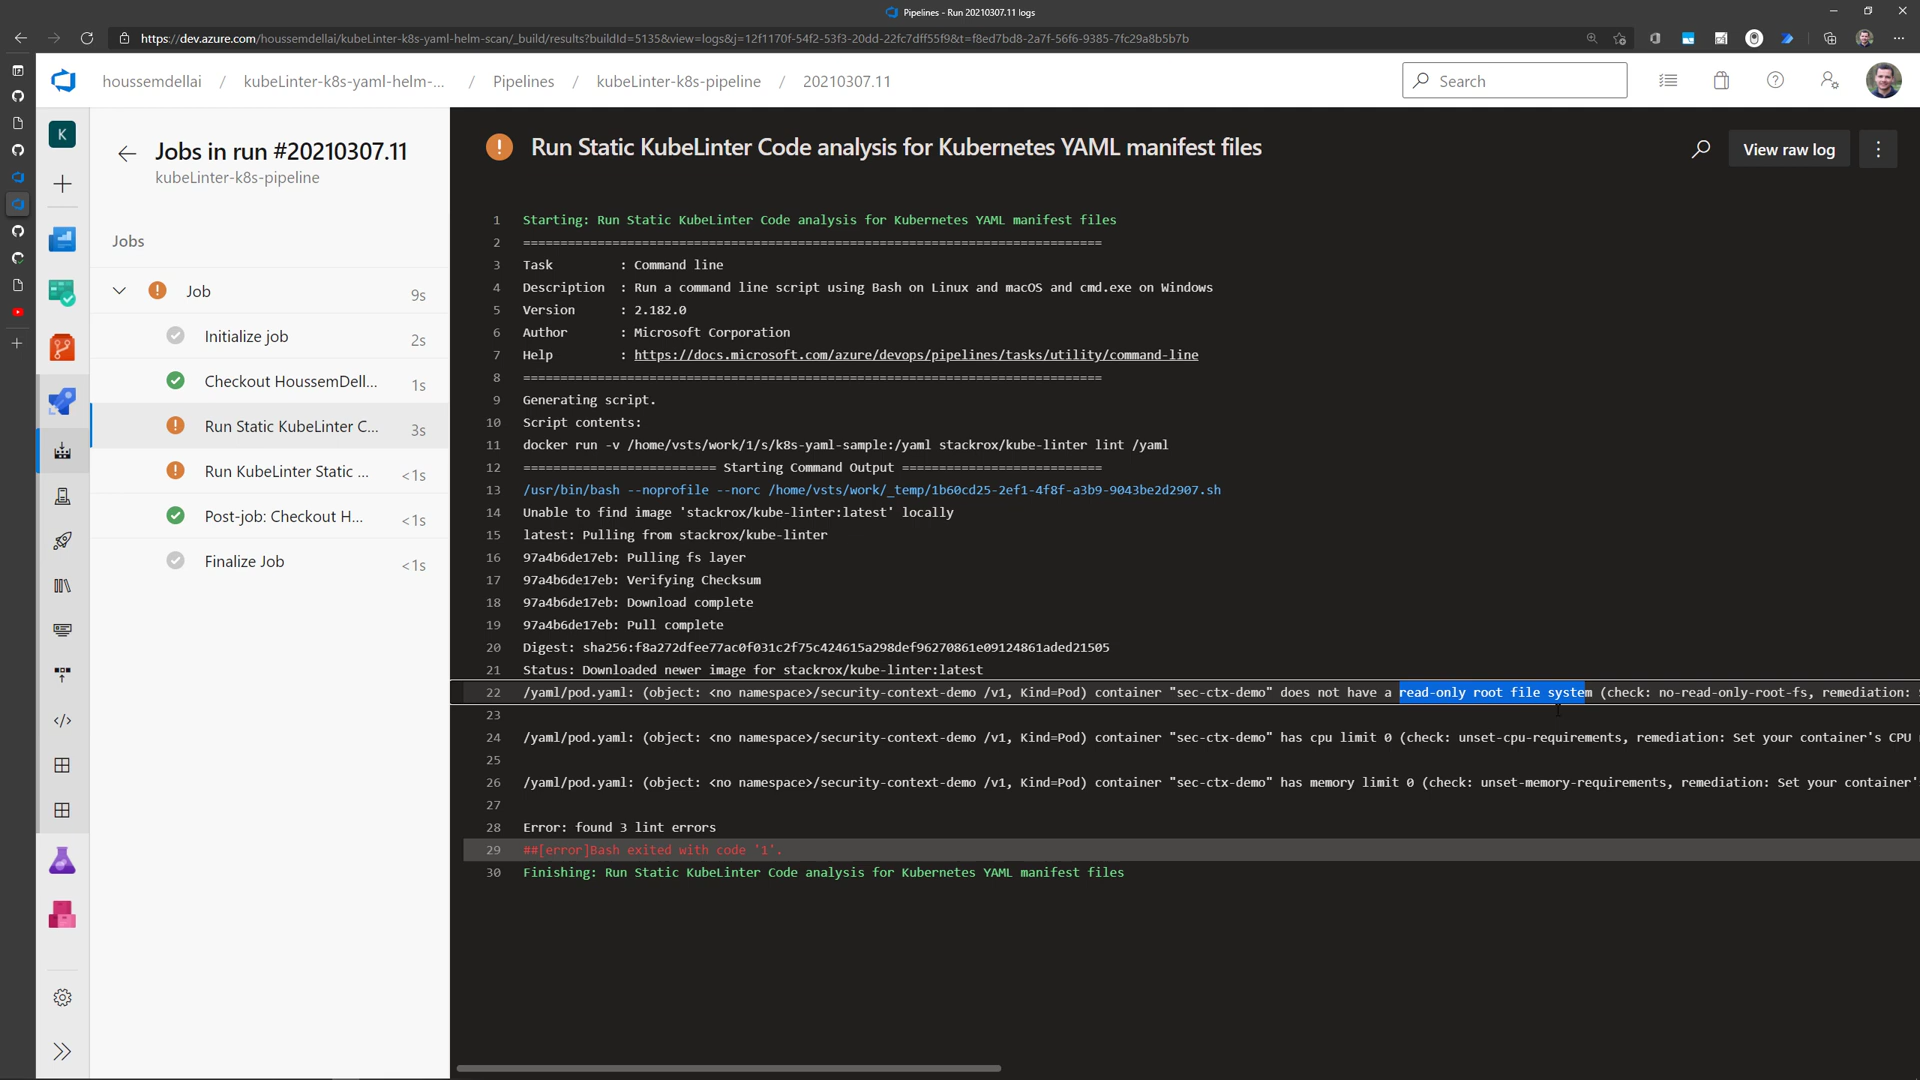 Pipelines - Run 20210307.11 logs
https://dev.azure.com/houssemdellai/kubeLinter-k8s-yaml-helm-scan/_build/results?buildId=5135&view=logs&j=12f1170f-54f2-53f3-20dd-22fc7dff55f9&t=f8ed7bd8-2a7f-56f6-9385-7fc29a8b5b7b
houssemdellai / kubeLinter-k8s-yaml-helm-... / Pipelines / kubeLinter-k8s-pipeline / 20210307.11
Search
K
Jobs in run #20210307.11
kubeLinter-k8s-pipeline
Jobs
Job 9s
Initialize job 2s
Checkout HoussemDell... 1s
Run Static KubeLinter C... 3s
Run KubeLinter Static ... <1s
Post-job: Checkout H... <1s
Finalize Job <1s
Run Static KubeLinter Code analysis for Kubernetes YAML manifest files
View raw log
1 Starting: Run Static KubeLinter Code analysis for Kubernetes YAML manifest files
2 ==============================================================================
3 Task : Command line
4 Description : Run a command line script using Bash on Linux and macOS and cmd.exe on Windows
5 Version : 2.182.0
6 Author : Microsoft Corporation
7 Help : https://docs.microsoft.com/azure/devops/pipelines/tasks/utility/command-line
8 ==============================================================================
9 Generating script.
10 Script contents:
11 docker run -v /home/vsts/work/1/s/k8s-yaml-sample:/yaml stackrox/kube-linter lint /yaml
12 ========================== Starting Command Output ===========================
13 /usr/bin/bash --noprofile --norc /home/vsts/work/_temp/1b60cd25-2ef1-4f8f-a3b9-9043be2d2907.sh
14 Unable to find image 'stackrox/kube-linter:latest' locally
15 latest: Pulling from stackrox/kube-linter
16 97a4b6de17eb: Pulling fs layer
17 97a4b6de17eb: Verifying Checksum
18 97a4b6de17eb: Download complete
19 97a4b6de17eb: Pull complete
20 Digest: sha256:f8a272dfee77ac0f031c2f75c424615a298def96270861e09124861aded21505
21 Status: Downloaded newer image for stackrox/kube-linter:latest
22 /yaml/pod.yaml: (object: <no namespace>/security-context-demo /v1, Kind=Pod) container "sec-ctx-demo" does not have a read-only root file system (check: no-read-only-root-fs, remediation:
23
24 /yaml/pod.yaml: (object: <no namespace>/security-context-demo /v1, Kind=Pod) container "sec-ctx-demo" has cpu limit 0 (check: unset-cpu-requirements, remediation: Set your container's CPU
25
26 /yaml/pod.yaml: (object: <no namespace>/security-context-demo /v1, Kind=Pod) container "sec-ctx-demo" has memory limit 0 (check: unset-memory-requirements, remediation: Set your container'
27
28 Error: found 3 lint errors
29 ##[error]Bash exited with code '1'.
30 Finishing: Run Static KubeLinter Code analysis for Kubernetes YAML manifest files